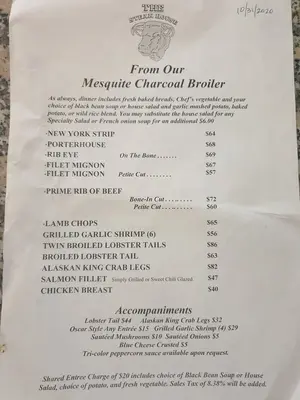 10/31/2020
THE
STEAK HOUSE
From Our
Mesquite Charcoal Broiler
As always, dinner includes fresh baked breads, Chef's vegetable and your
choice of black bean soup or house salad and garlic mashed potato, baked
potato, or wild rice blend. You may substitute the house salad for any
Specialty Salad or French onion soup for an additional $6.00
-NEW YORK STRIP $64
-PORTERHOUSE $68
-RIB EYE On The Bone....... $69
-FILET MIGNON $67
-FILET MIGNON Petite Cut..... $57
-PRIME RIB OF BEEF
Bone-in Cut.......... $72
Petite Cut.......... $60
-LAMB CHOPS $65
GRILLED GARLIC SHRIMP (6) $56
TWIN BROILED LOBSTER TAILS $86
BROILED LOBSTER TAIL $63
ALASKAN KING CRAB LEGS $82
SALMON FILLET Simply Grilled or Sweet Chili Glazed $47
CHICKEN BREAST $40
Accompaniments
Lobster Tail $44 Alaskan King Crab Legs $32
Oscar Style Any Entrée $15 Grilled Garlic Shrimp (4) $29
Sautéed Mushrooms $10 Sautéed Onions $5
Blue Cheese Crusted $5
Tri-color peppercorn sauce available upon request.
Shared Entree Charge of $20 includes choice of Black Bean Soup or House
Salad, choice of potato, and fresh vegetable. Sales Tax of 8.38% will be added.